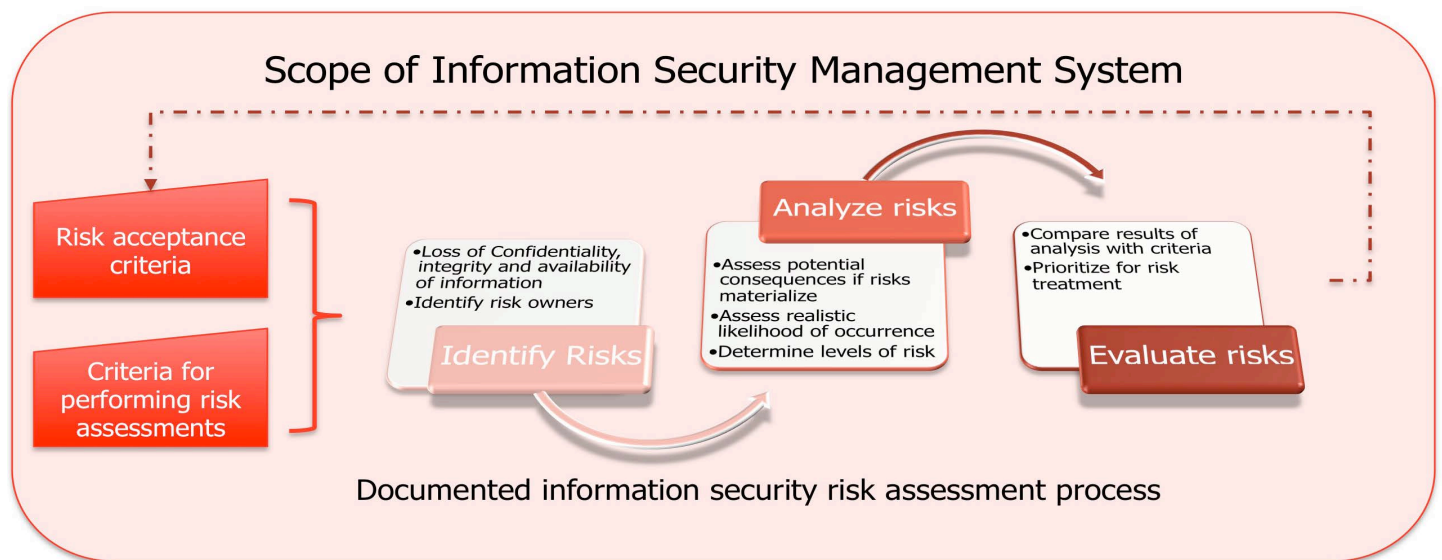 Scope of Information Security Management System
Risk acceptance
criteria
Criteria for
performing risk
assessments
•Loss of Confidentiality,
integrity and availability
of information
•Identify risk owners
Identify Risks
Analyze risks
•Assess potential
consequences if risks
materialize
•Assess realistic
likelihood of occurrence
•Determine levels of risk
•Compare results of
analysis with criteria
•Prioritize for risk
treatment
Evaluate risks
Documented information security risk assessment process